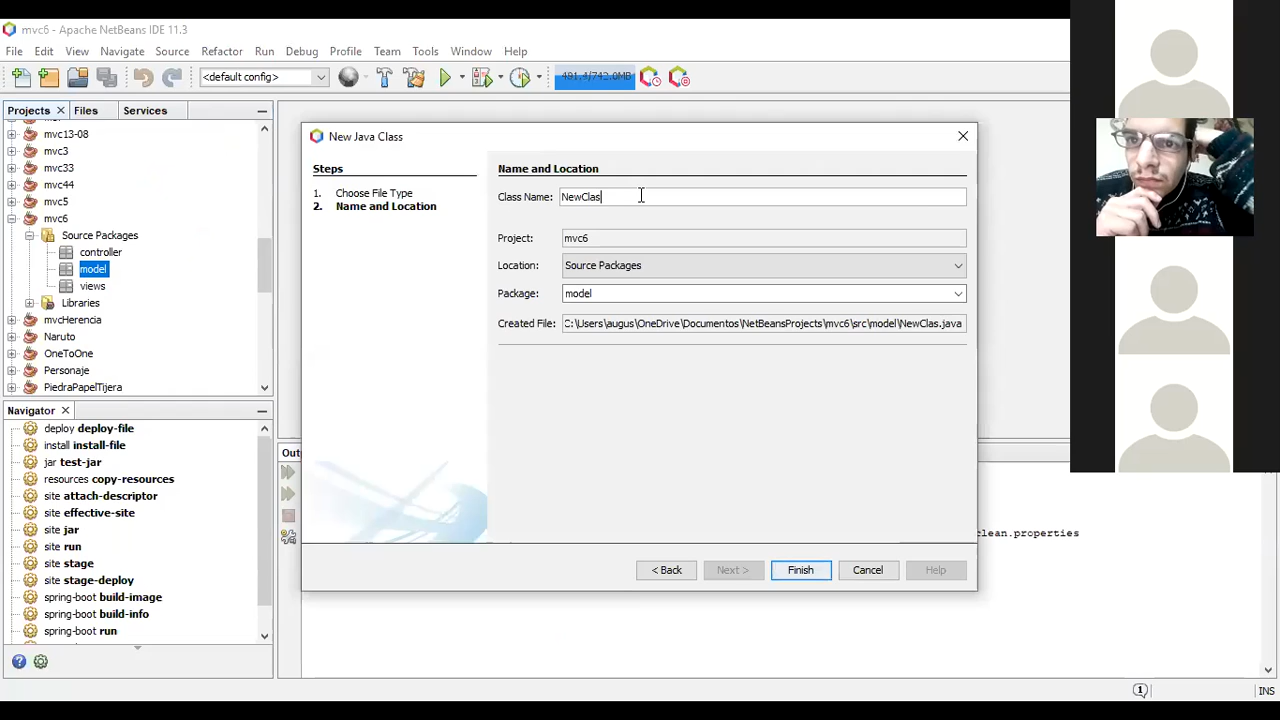 mvc6 - Apache NetBeans IDE 11.3
File Edit View Navigate Source Refactor Run Debug Profile Team Tools Window Help
<default config>
491.4/742.0MB
Projects Files Services
mvc13-08
mvc3
mvc33
mvc44
mvc5
mvc6
Source Packages
controller
model
views
Libraries
mvcHerencia
Naruto
OneToOne
Personaje
PiedraPapelTijera
Navigator
deploy deploy-file
install install-file
jar test-jar
resources copy-resources
site attach-descriptor
site effective-site
site jar
site run
site stage
site stage-deploy
spring-boot build-image
spring-boot build-info
spring-boot run
New Java Class
Steps
1. Choose File Type
2. Name and Location
Name and Location
Class Name: NewClas
Project: mvc6
Location: Source Packages
Package: model
Created File: C:\Users\augus\OneDrive\Documentos\NetBeansProjects\mvc6\src\model\NewClas.java
< Back Next > Finish Cancel Help
Outp
clean.properties
1 INS